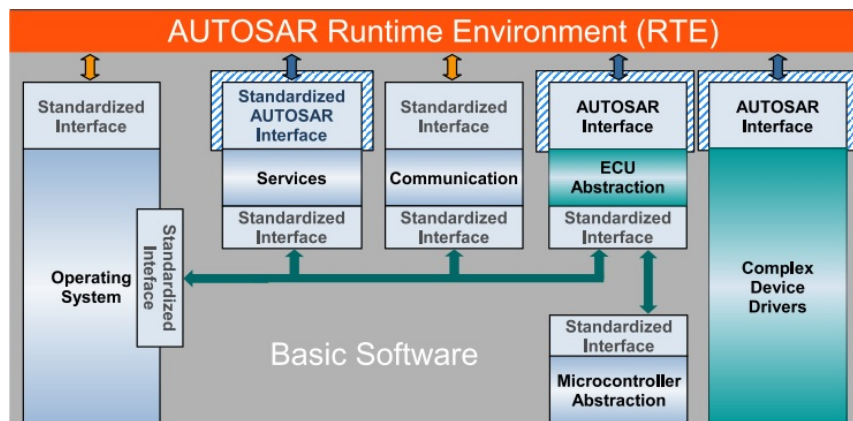 AUTOSAR Runtime Environment (RTE)
Standardized
Interface
Standardized
AUTOSAR
Interface
Standardized
Interface
AUTOSAR
Interface
AUTOSAR
Interface
Services
Communication
ECU
Abstraction
Standardized
Interface
Standardized
Interface
Standardized
Interface
Operating
System
Standardized
Inteface
Complex
Device
Drivers
Basic Software
Standardized
Interface
Microcontroller
Abstraction